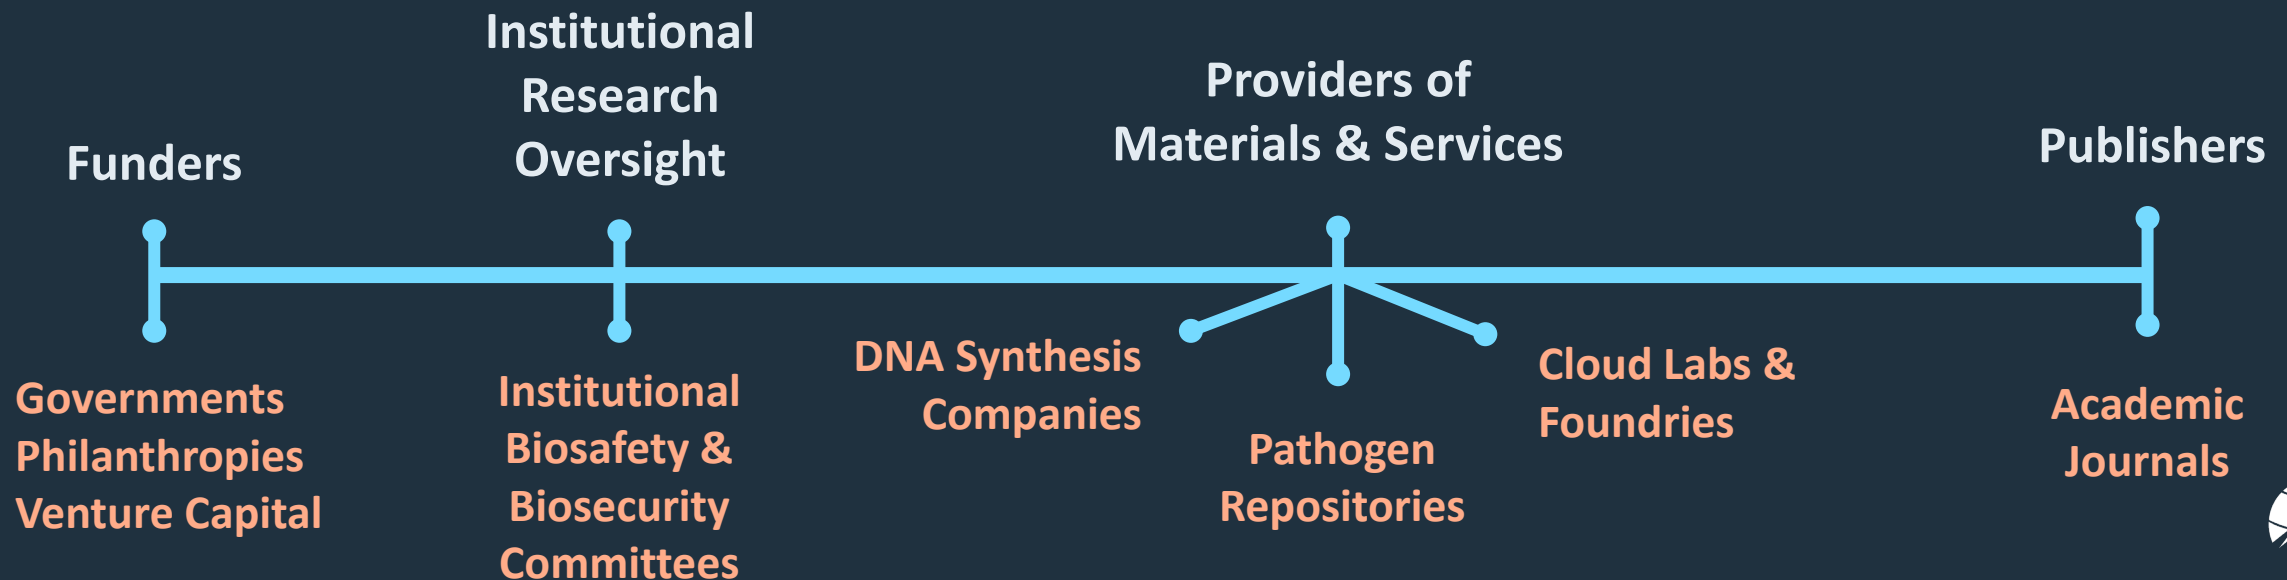 Funders
Institutional
Research
Oversight
Providers of
Materials & Services
Publishers
Governments
Philanthropies
Venture Capital
Institutional
Biosafety &
Biosecurity
Committees
DNA Synthesis
Companies
Pathogen
Repositories
Cloud Labs &
Foundries
Academic
Journals